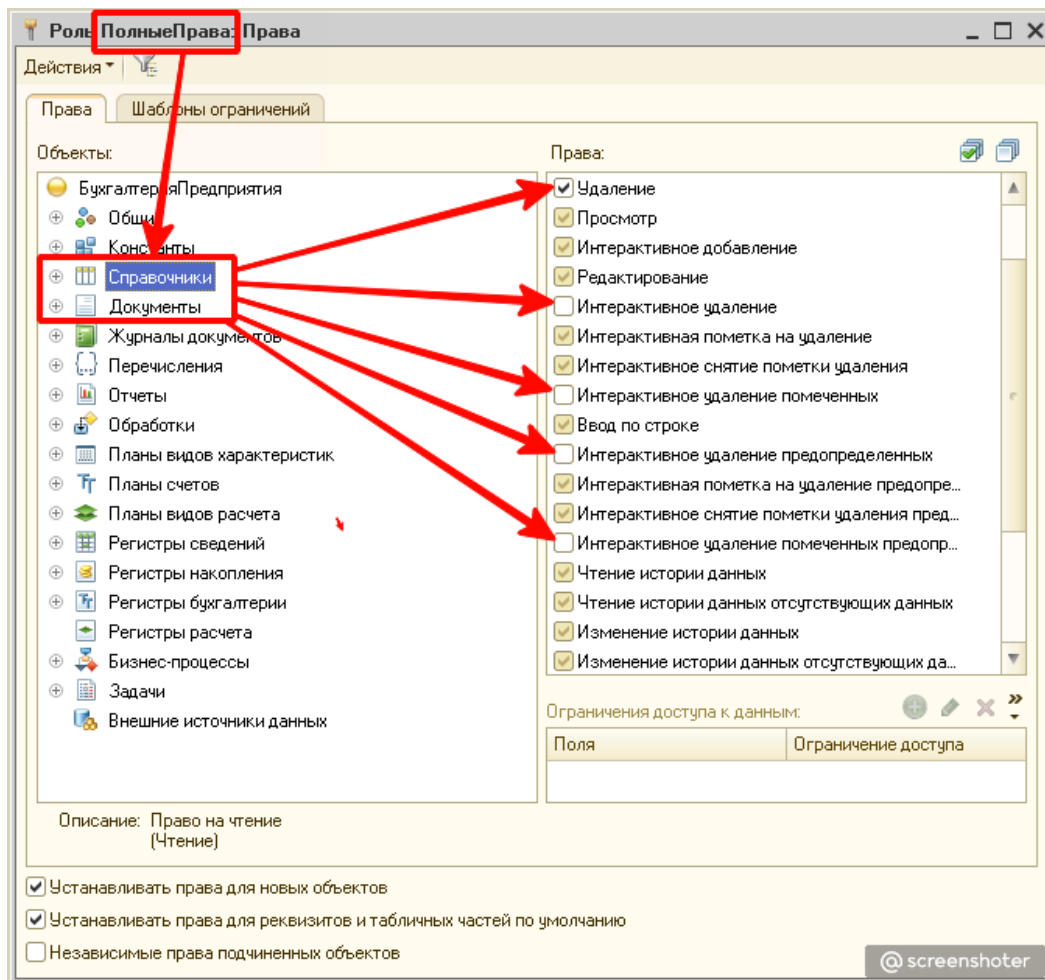 Роль ПолныеПрава: Права
Действия
Права
Шаблоны ограничений
Объекты:
БухгалтерияПредприятия
Общие
Константы
Справочники
Документы
Журналы документов
Перечисления
Отчеты
Обработки
Планы видов характеристик
Планы счетов
Планы видов расчета
Регистры сведений
Регистры накопления
Регистры бухгалтерии
Регистры расчета
Бизнес-процессы
Задачи
Внешние источники данных
Права:
Удаление
Просмотр
Интерактивное добавление
Редактирование
Интерактивное удаление
Интерактивная пометка на удаление
Интерактивное снятие пометки удаления
Интерактивное удаление помеченных
Ввод по строке
Интерактивное удаление предопределенных
Интерактивная пометка на удаление предопре...
Интерактивное снятие пометки удаления пред...
Интерактивное удаление помеченных предопр...
Чтение истории данных
Чтение истории данных отсутствующих данных
Изменение истории данных
Изменение истории данных отсутствующих да...
Ограничения доступа к данным:
Поля
Ограничение доступа
Описание: Право на чтение
(Чтение)
Устанавливать права для новых объектов
Устанавливать права для реквизитов и табличных частей по умолчанию
Независимые права подчиненных объектов
@ screenshoter